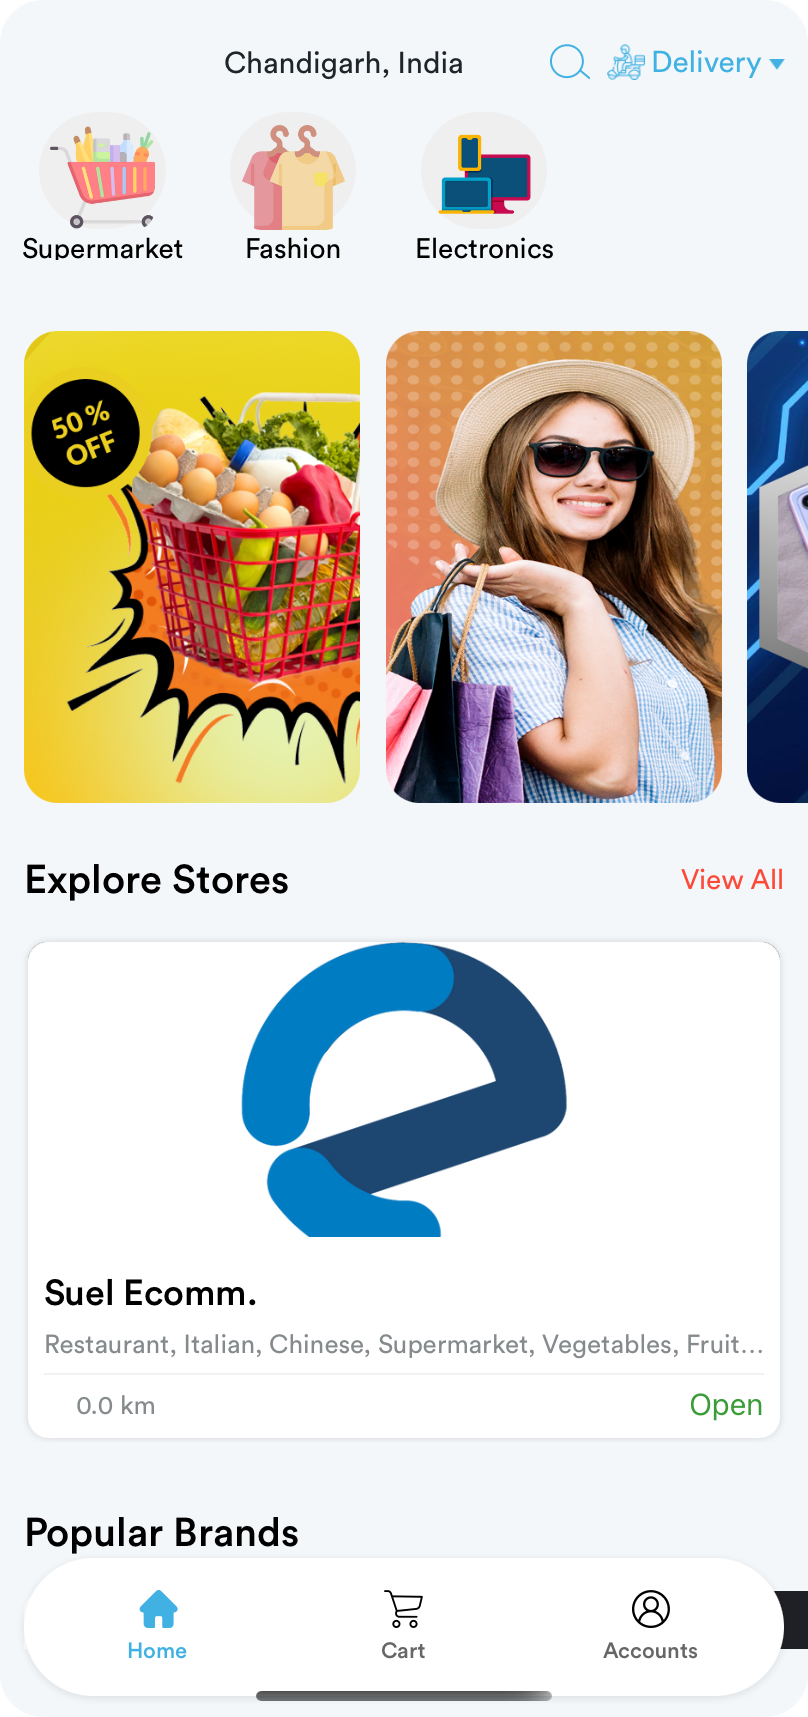 Chandigarh, India
Delivery
Supermarket
Fashion
Electronics
50%
OFF
Explore Stores
View All
Suel Ecomm.
Restaurant, Italian, Chinese, Supermarket, Vegetables, Fruit...
0.0 km
Open
Popular Brands
Home
Cart
Accounts